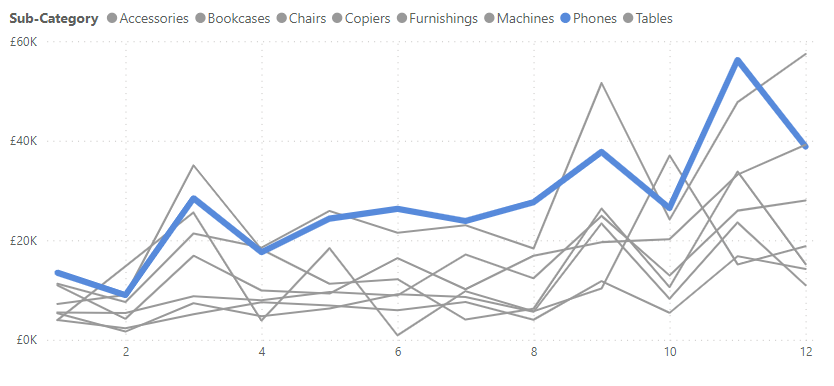 Sub-Category Accessories Bookcases Chairs Copiers Furnishings Machines Phones Tables
£60K
£40K
£20K
£0K
2 4 6 8 10 12